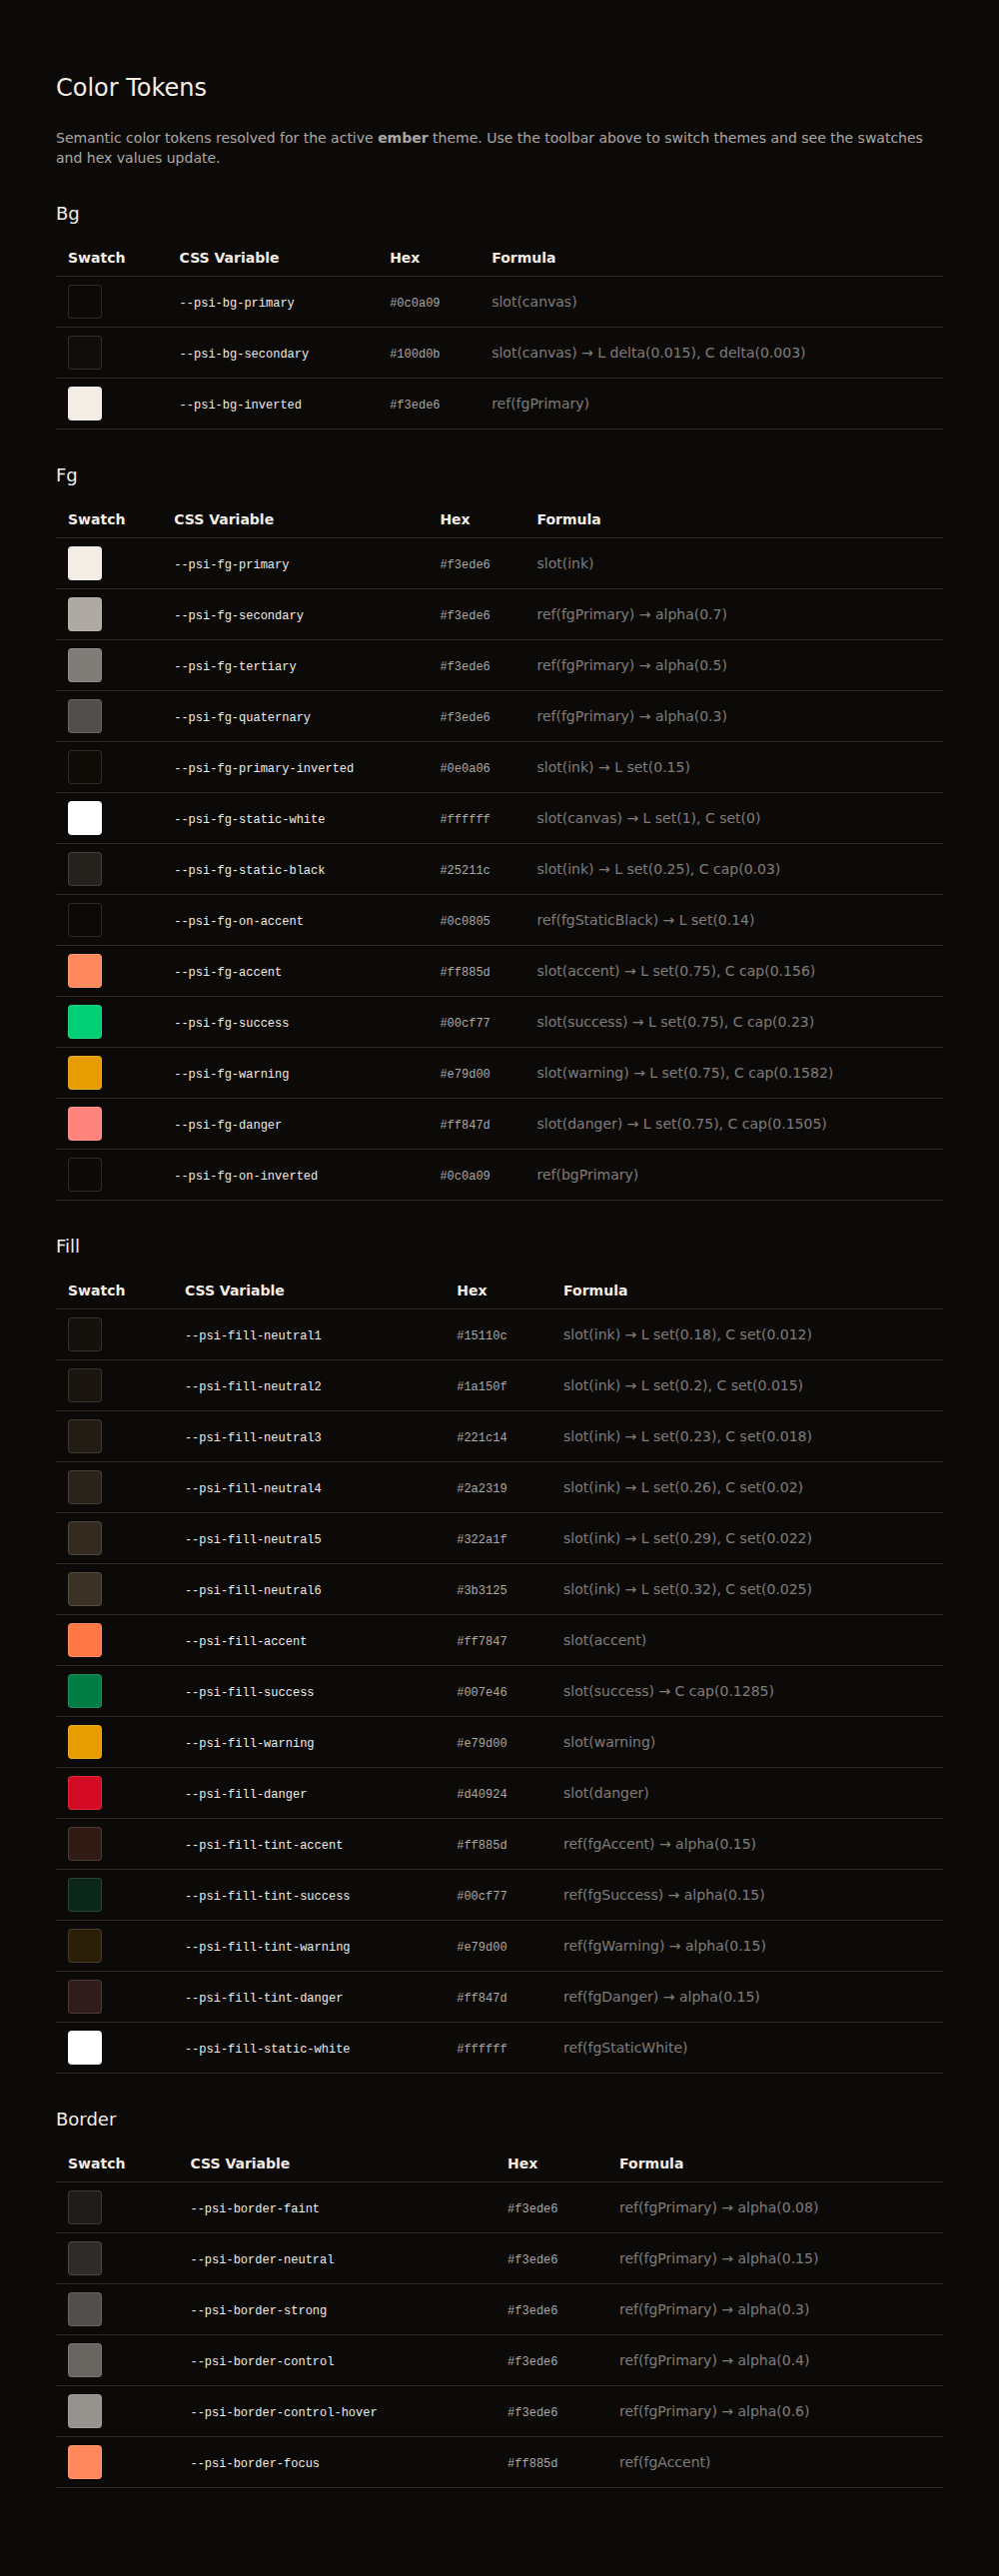 Color Tokens
Semantic color tokens resolved for the active ember theme. Use the toolbar above to switch themes and see the swatches
and hex values update.
Bg
Swatch CSS Variable Hex Formula
--psi-bg-primary #0c0a09 slot(canvas)
--psi-bg-secondary #100d0b slot(canvas) → L delta(0.015), C delta(0.003)
--psi-bg-inverted #f3ede6 ref(fgPrimary)
Fg
Swatch CSS Variable Hex Formula
--psi-fg-primary #f3ede6 slot(ink)
--psi-fg-secondary #f3ede6 ref(fgPrimary) → alpha(0.7)
--psi-fg-tertiary #f3ede6 ref(fgPrimary) → alpha(0.5)
--psi-fg-quaternary #f3ede6 ref(fgPrimary) → alpha(0.3)
--psi-fg-primary-inverted #0e0a06 slot(ink) → L set(0.15)
--psi-fg-static-white #ffffff slot(canvas) → L set(1), C set(0)
--psi-fg-static-black #25211c slot(ink) → L set(0.25), C cap(0.03)
--psi-fg-on-accent #0c0805 ref(fgStaticBlack) → L set(0.14)
--psi-fg-accent #ff885d slot(accent) → L set(0.75), C cap(0.156)
--psi-fg-success #00cf77 slot(success) → L set(0.75), C cap(0.23)
--psi-fg-warning #e79d00 slot(warning) → L set(0.75), C cap(0.1582)
--psi-fg-danger #ff847d slot(danger) → L set(0.75), C cap(0.1505)
--psi-fg-on-inverted #0c0a09 ref(bgPrimary)
Fill
Swatch CSS Variable Hex Formula
--psi-fill-neutral1 #15110c slot(ink) → L set(0.18), C set(0.012)
--psi-fill-neutral2 #1a150f slot(ink) → L set(0.2), C set(0.015)
--psi-fill-neutral3 #221c14 slot(ink) → L set(0.23), C set(0.018)
--psi-fill-neutral4 #2a2319 slot(ink) → L set(0.26), C set(0.02)
--psi-fill-neutral5 #322a1f slot(ink) → L set(0.29), C set(0.022)
--psi-fill-neutral6 #3b3125 slot(ink) → L set(0.32), C set(0.025)
--psi-fill-accent #ff7847 slot(accent)
--psi-fill-success #007e46 slot(success) → C cap(0.1285)
--psi-fill-warning #e79d00 slot(warning)
--psi-fill-danger #d40924 slot(danger)
--psi-fill-tint-accent #ff885d ref(fgAccent) → alpha(0.15)
--psi-fill-tint-success #00cf77 ref(fgSuccess) → alpha(0.15)
--psi-fill-tint-warning #e79d00 ref(fgWarning) → alpha(0.15)
--psi-fill-tint-danger #ff847d ref(fgDanger) → alpha(0.15)
--psi-fill-static-white #ffffff ref(fgStaticWhite)
Border
Swatch CSS Variable Hex Formula
--psi-border-faint #f3ede6 ref(fgPrimary) → alpha(0.08)
--psi-border-neutral #f3ede6 ref(fgPrimary) → alpha(0.15)
--psi-border-strong #f3ede6 ref(fgPrimary) → alpha(0.3)
--psi-border-control #f3ede6 ref(fgPrimary) → alpha(0.4)
--psi-border-control-hover #f3ede6 ref(fgPrimary) → alpha(0.6)
--psi-border-focus #ff885d ref(fgAccent)